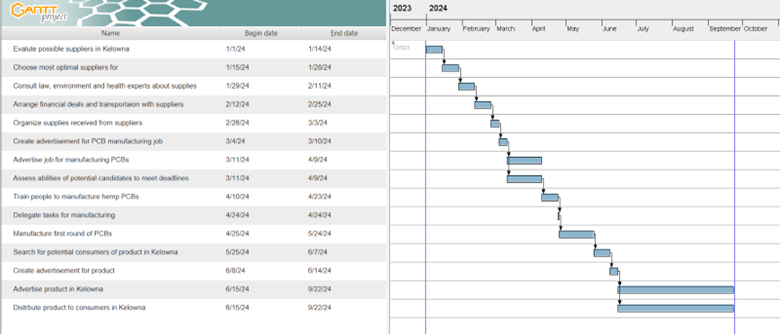 GANTT
project
2023 2024
Name Begin date End date
December January February March April May June July August September October
Evalute possible suppliers in Kelowna 1/1/24 1/14/24
Choose most optimal suppliers for 1/15/24 1/28/24
Consult law, environment and health experts about supplies 1/29/24 2/11/24
Arrange financial deals and transportaion with suppliers 2/12/24 2/25/24
Organize supplies received from suppliers 2/26/24 3/3/24
Create advertisement for PCB manufacturing job 3/4/24 3/10/24
Advertise job for manufacturing PCBs 3/11/24 4/9/24
Assess abilities of potential candidates to meet deadlines 3/11/24 4/9/24
Train people to manufacture hemp PCBs 4/10/24 4/23/24
Delegate tasks for manufacturing 4/24/24 4/24/24
Manufacture first round of PCBs 4/25/24 5/24/24
Search for potential consumers of product in Kelowna 5/25/24 6/7/24
Create advertisement for product 6/8/24 6/14/24
Advertise product in Kelowna 6/15/24 9/22/24
Distrbute product to consumers in Kelowna 6/15/24 9/22/24